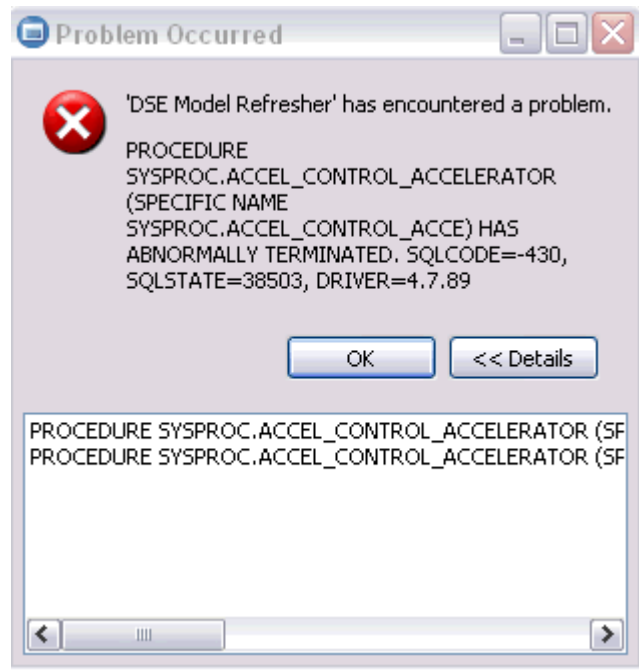 Problem Occurred
'DSE Model Refresher' has encountered a problem.
PROCEDURE
SYSPROC.ACCEL_CONTROL_ACCELERATOR
(SPECIFIC NAME
SYSPROC.ACCEL_CONTROL_ACCE) HAS
ABNORMALLY TERMINATED. SQLCODE=-430,
SQLSTATE=38503, DRIVER=4.7.89
OK
<< Details
PROCEDURE SYSPROC.ACCEL_CONTROL_ACCELERATOR (SF
PROCEDURE SYSPROC.ACCEL_CONTROL_ACCELERATOR (SF